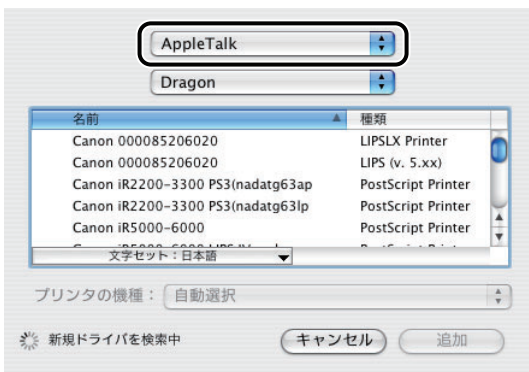 AppleTalk
Dragon
名前 種類
Canon 000085206020 LIPSLX Printer
Canon 000085206020 LIPS (v. 5.xx)
Canon iR2200-3300 PS3(nadatg63ap PostScript Printer
Canon iR2200-3300 PS3(nadatg63lp PostScript Printer
Canon iR5000-6000 PostScript Printer
文字セット：日本語
プリンタの機種： 自動選択
新規ドライバを検索中 キャンセル 追加